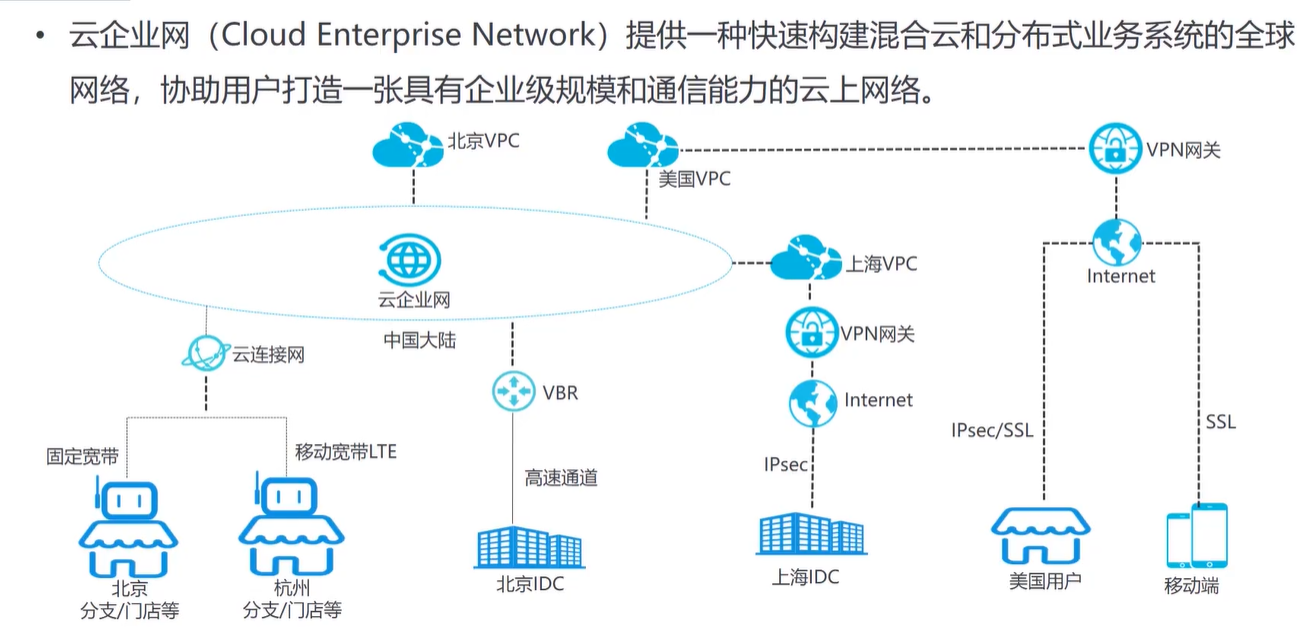 • 云企业网（Cloud Enterprise Network）提供一种快速构建混合云和分布式业务系统的全球
网络，协助用户打造一张具有企业级规模和通信能力的云上网络。
北京VPC
美国VPC
VPN网关
云企业网
上海VPC
Internet
中国大陆
云连接网
VPN网关
VBR
Internet
固定宽带
移动宽带LTE
高速通道
IPsec
IPsec/SSL
SSL
北京
分支/门店等
杭州
分支/门店等
北京IDC
上海IDC
美国用户
移动端